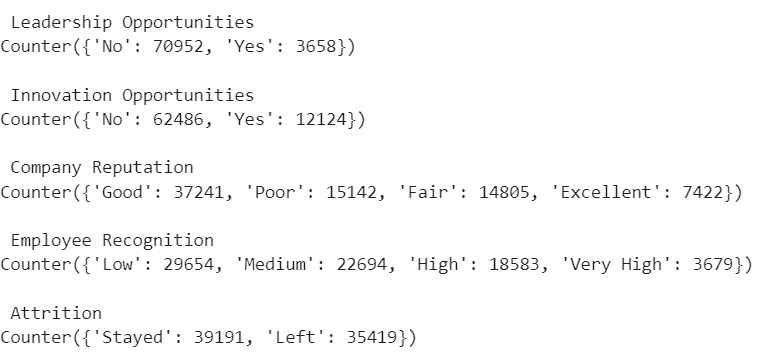 Leadership Opportunities
Counter({'No': 70952, 'Yes': 3658})
Innovation Opportunities
Counter({'No': 62486, 'Yes': 12124})
Company Reputation
Counter({'Good': 37241, 'Poor': 15142, 'Fair': 14805, 'Excellent': 7422})
Employee Recognition
Counter({'Low': 29654, 'Medium': 22694, 'High': 18583, 'Very High': 3679})
Attrition
Counter({'Stayed': 39191, 'Left': 35419})